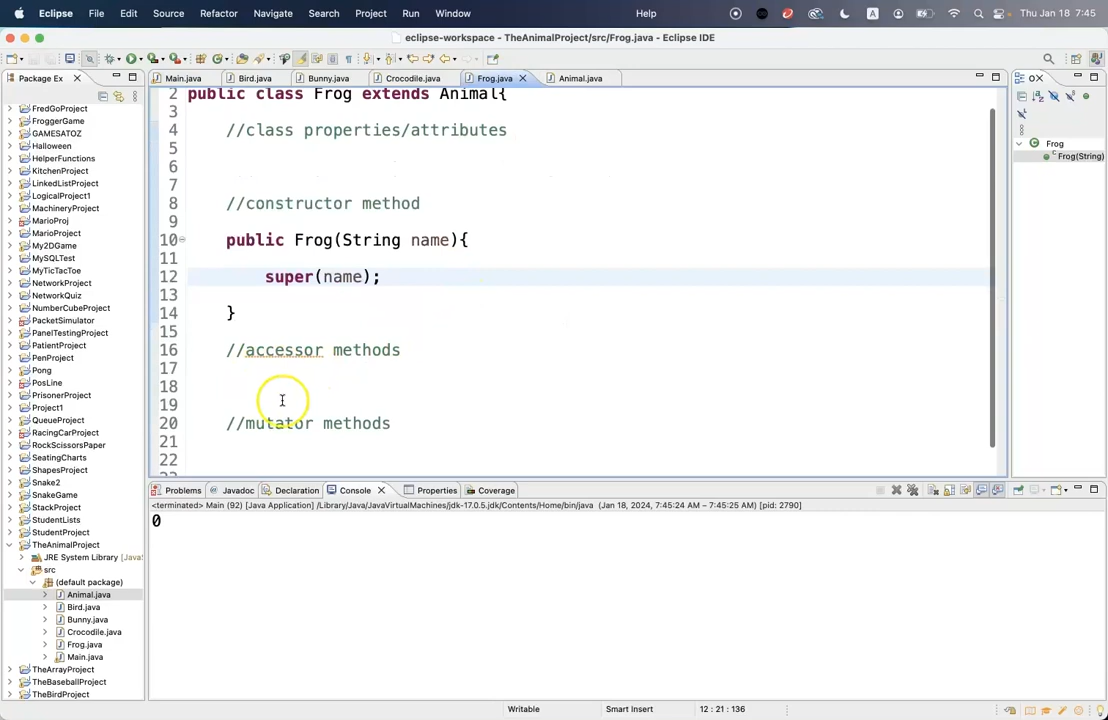 Eclipse File Edit Source Refactor Navigate Search Project Run Window Help Thu Jan 18 7:45
eclipse-workspace - TheAnimalProject/src/Frog.java - Eclipse IDE
Package Ex
Main.java Bird.java Bunny.java Crocodile.java Frog.java Animal.java
FredGoProject
FroggerGame
GAMESATOZ
Halloween
HelperFunctions
KitchenProject
LinkedListProject
LogicalProject1
MachineryProject
MarioProj
MarioProject
My2DGame
MySQLTest
MyTicTacToe
NetworkProject
NetworkQuiz
NumberCubeProject
PacketSimulator
PanelTestingProject
PatientProject
PenProject
Pong
PosLine
PrisonerProject
Project1
QueueProject
RacingCarProject
RockScissorsPaper
SeatingCharts
ShapesProject
Snake2
SnakeGame
StackProject
StudentLists
StudentProject
TheAnimalProject
JRE System Library [JavaS
src
(default package)
Animal.java
Bird.java
Bunny.java
Crocodile.java
Frog.java
Main.java
TheArrayProject
TheBaseballProject
TheBirdProject
2 public class Frog extends Animal{
3
4 //class properties/attributes
5
6
7
8 //constructor method
9
10 public Frog(String name){
11
12 super(name);
13
14 }
15
16 //accessor methods
17
18
19
20 //mutator methods
21
22
23
Frog
Frog(String)
Problems Javadoc Declaration Console Properties Coverage
<terminated> Main (92) [Java Application] /Library/Java/JavaVirtualMachines/jdk-17.0.5.jdk/Contents/Home/bin/java (Jan 18, 2024, 7:45:24 AM – 7:45:25 AM) [pid: 2790]
0
Writable Smart Insert 12 : 21 : 136